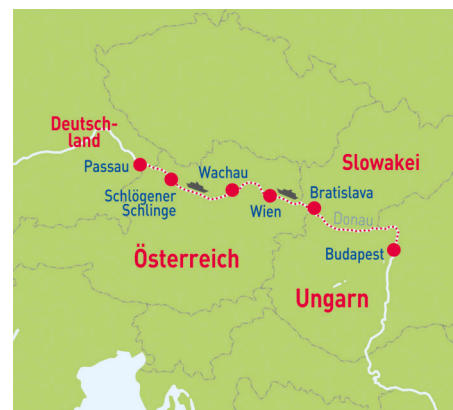 Deutsch-
land
Passau
Schlögener
Schlinge
Wachau
Wien
Slowakei
Bratislava
Donau
Budapest
Österreich
Ungarn